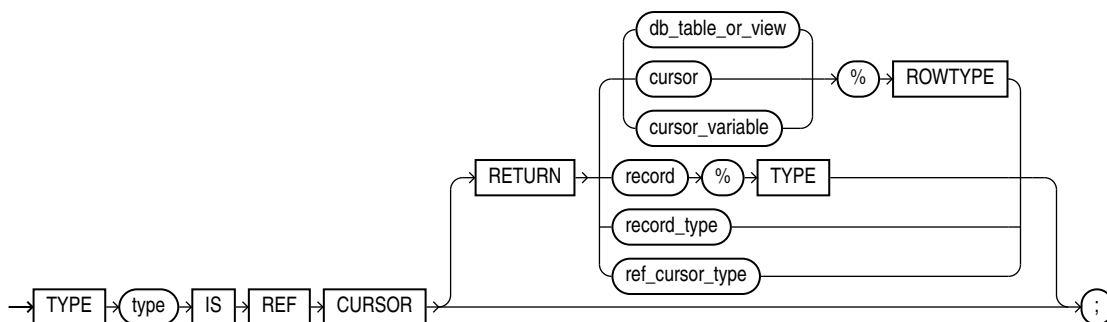 db_table_or_view
cursor % ROWTYPE
cursor_variable
RETURN record % TYPE
record_type
ref_cursor_type
TYPE type IS REF CURSOR ;